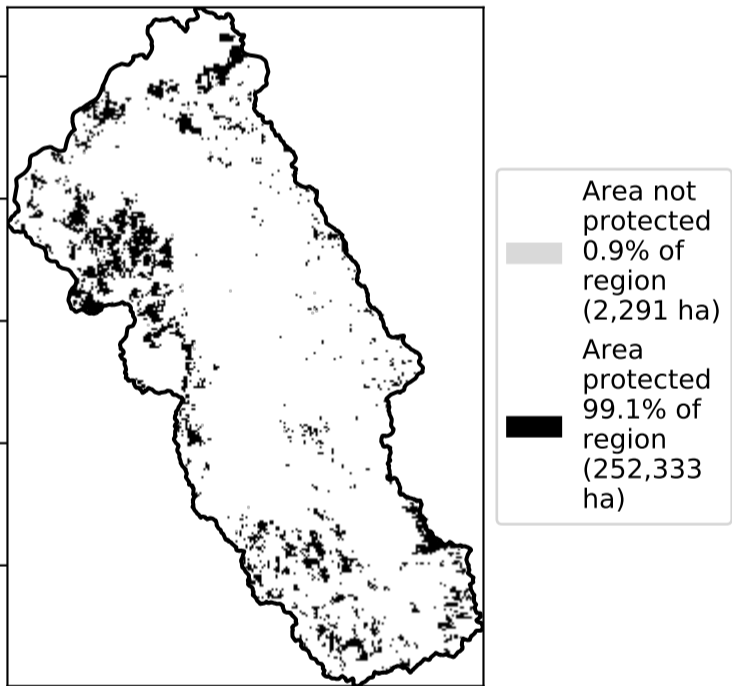 Area not
protected
0.9% of
region
(2,291 ha)
Area
protected
99.1% of
region
(252,333
ha)